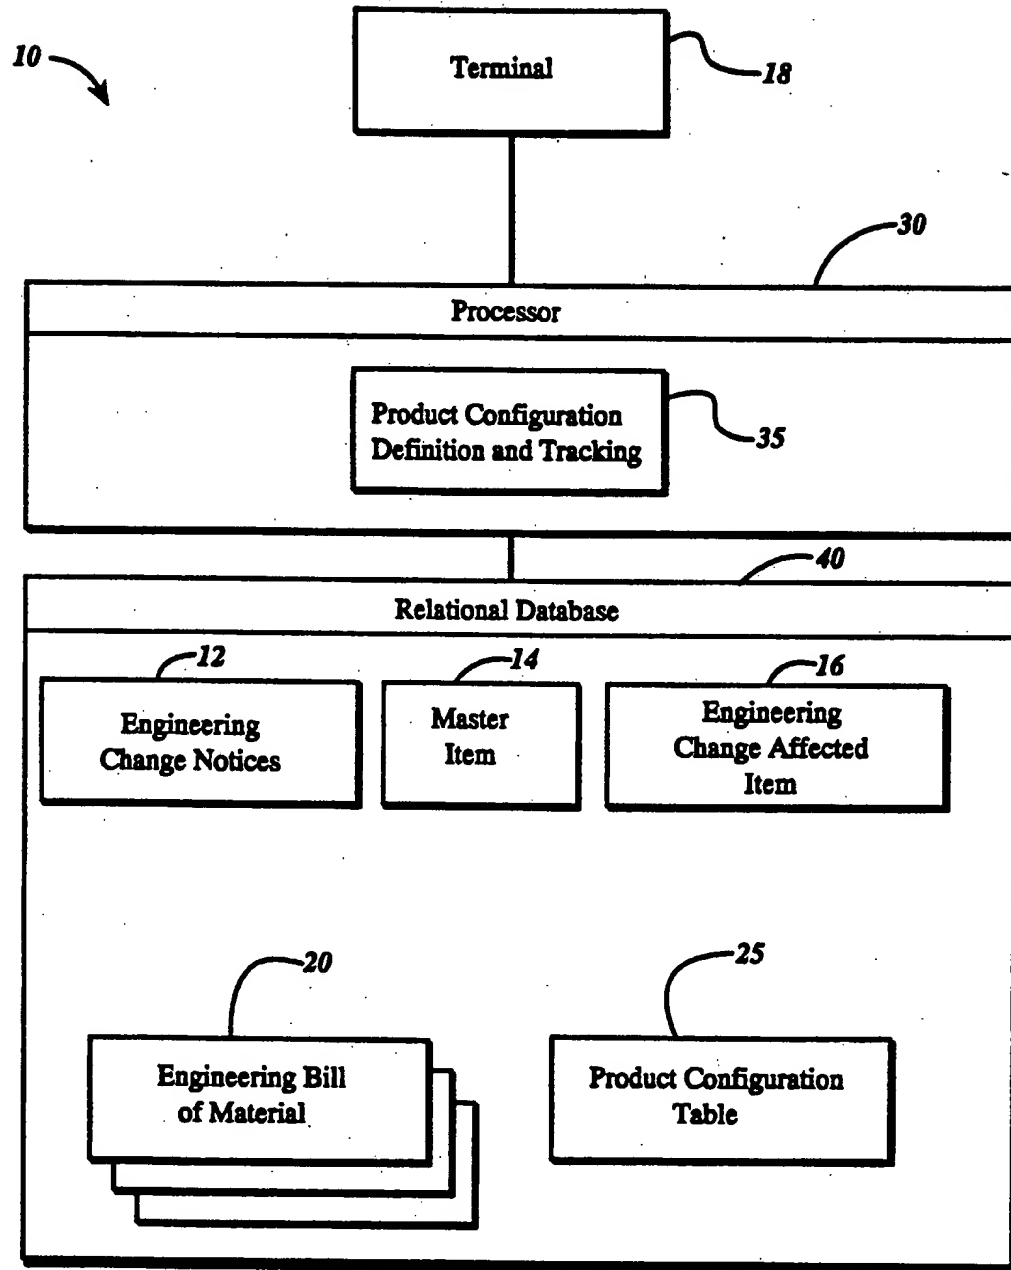 10
Terminal
18
30
Processor
Product Configuration
Definition and Tracking
35
40
Relational Database
12
14
16
Engineering
Change Notices
Master
Item
Engineering
Change Affected
Item
20
25
Engineering Bill
of Material
Product Configuration
Table